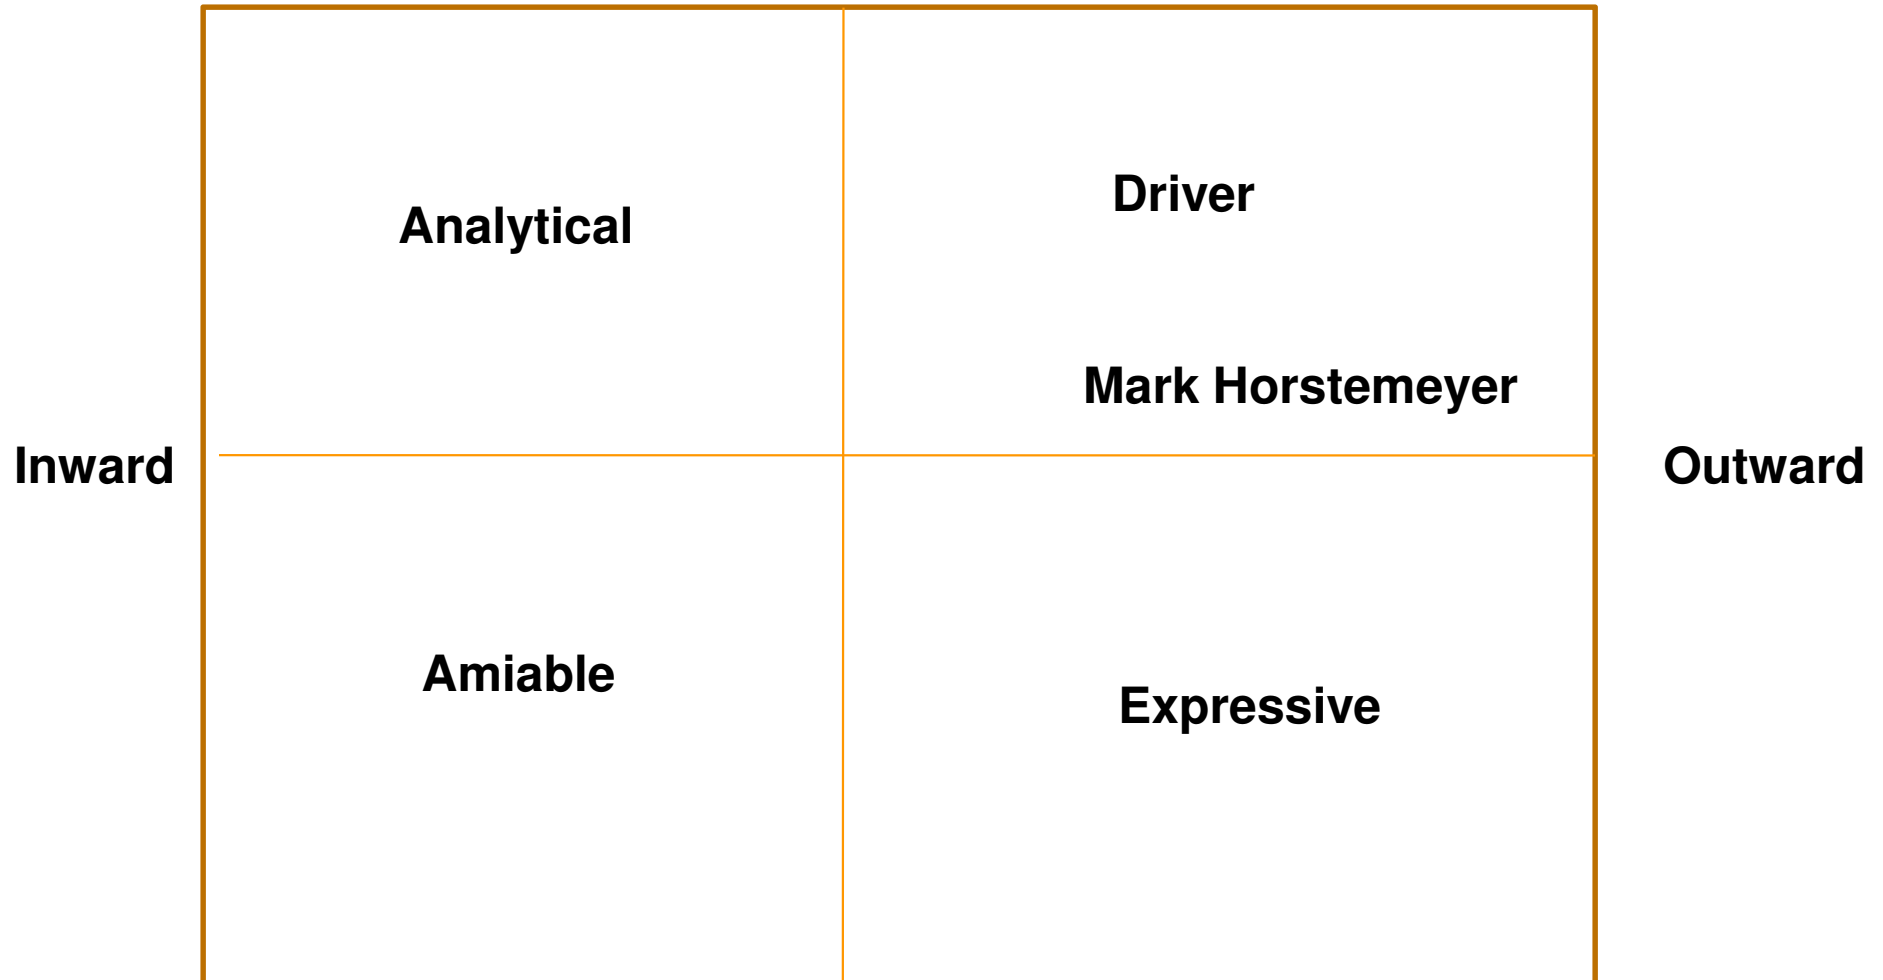 Analytical
Driver
Mark Horstemeyer
Inward
Outward
Amiable
Expressive